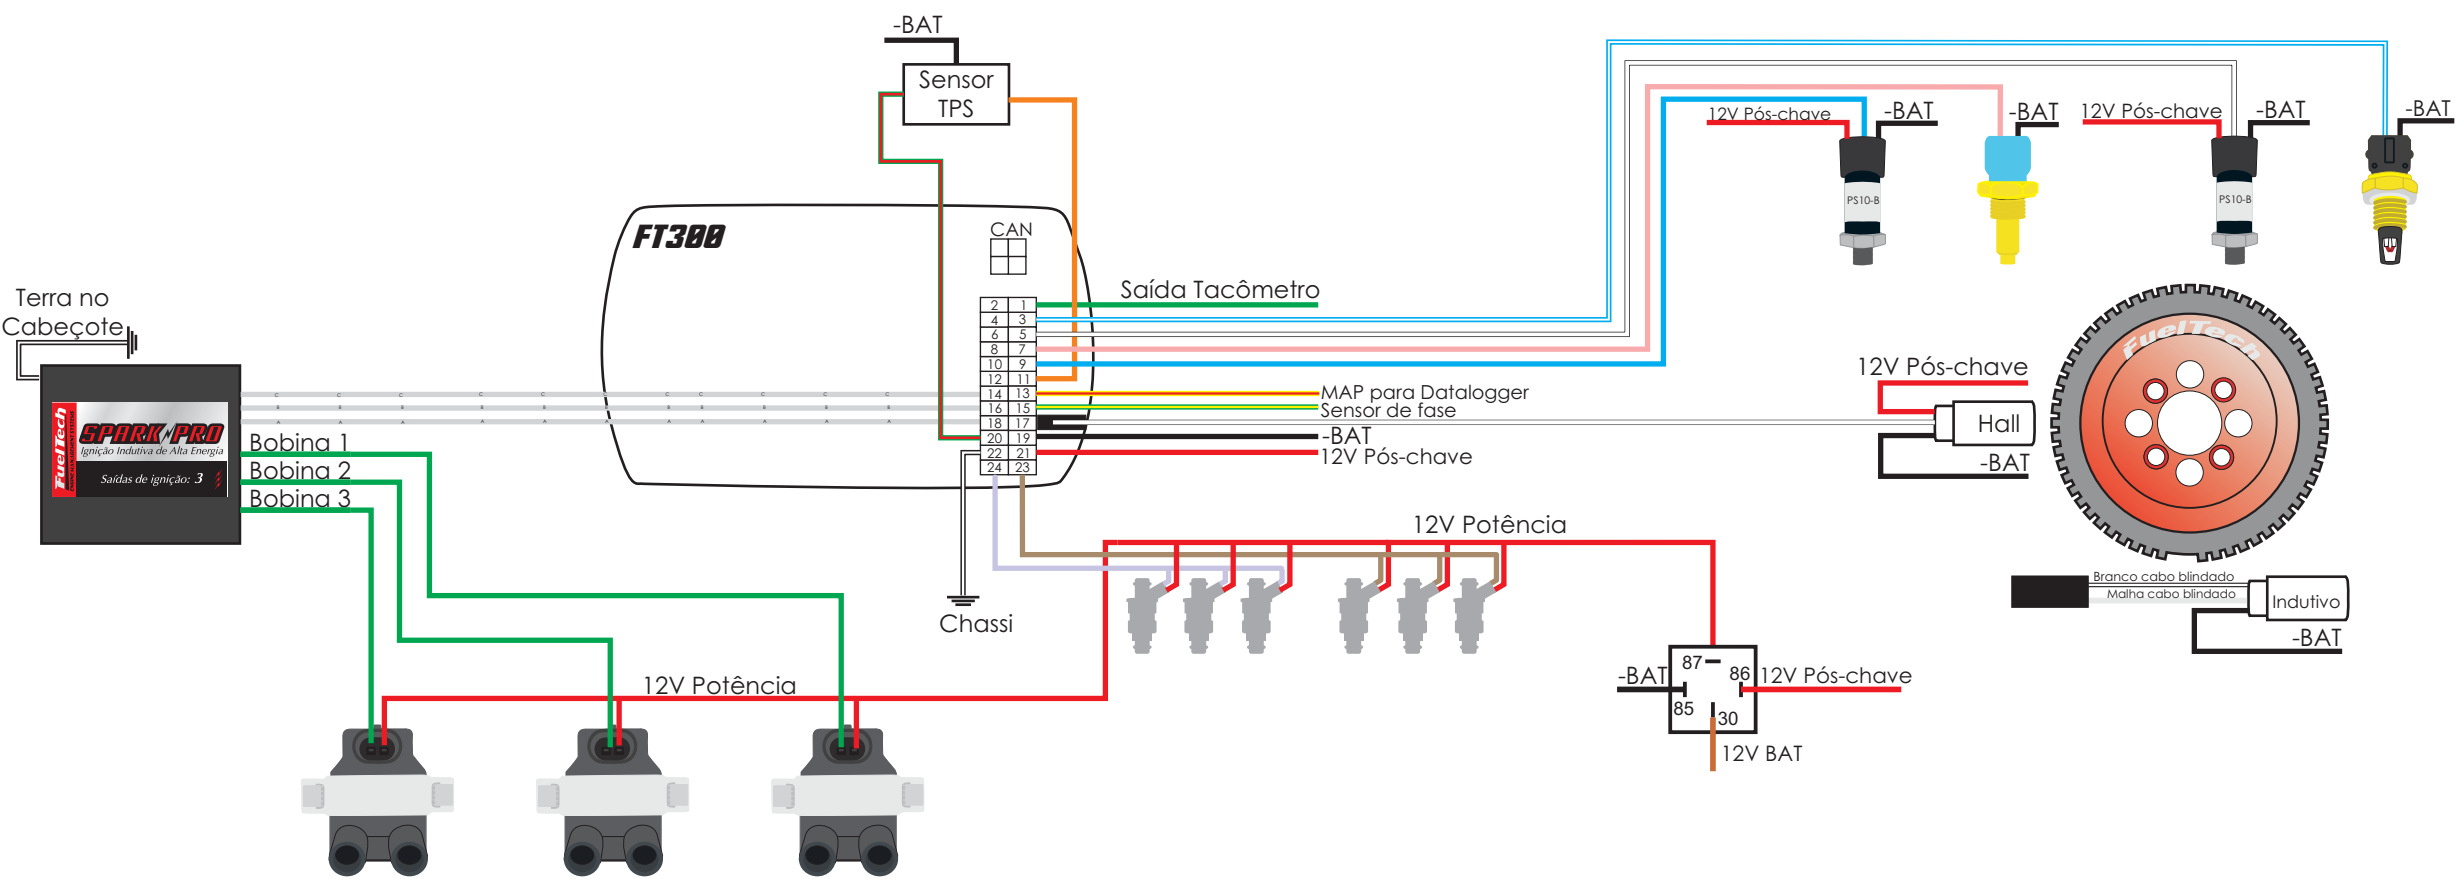 -BAT
Sensor
TPS
12V Pós-chave
-BAT
-BAT
12V Pós-chave
-BAT
-BAT
PS10-B
PS10-B
FT300
CAN
Saída Tacômetro
2 1
4 3
6 5
8 7
10 9
12 11
14 13
16 15
18 17
20 19
22 21
24 23
MAP para Datalogger
Sensor de fase
-BAT
12V Pós-chave
Terra no
Cabeçote
C C C C C C C C C C
B B B B B B B B B B
A A A A A A A A A A
FuelTech
SPARK PRO
Ignição Indutiva de Alta Energia
Saídas de ignição: 3
Bobina 1
Bobina 2
Bobina 3
FuelTech
12V Pós-chave
Hall
-BAT
Branco cabo blindado
Malha cabo blindado
Indutivo
-BAT
12V Potência
Chassi
12V Potência
87
-BAT
86
12V Pós-chave
85
30
12V BAT